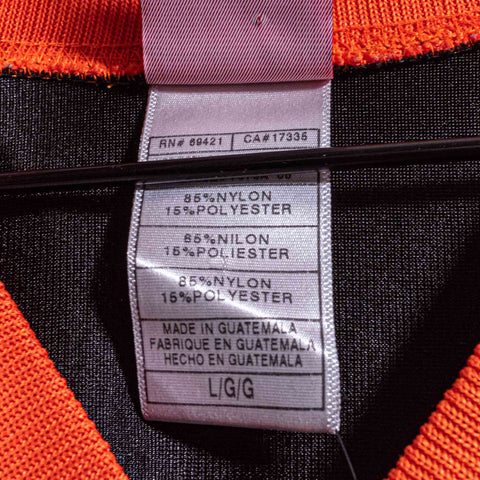 RN# 69421 CA# 17335
85%NYLON
15%POLYESTER
65%NILON
15%POLIESTER
85%NYLON
15%POLYESTER
MADE IN GUATEMALA
FABRIQUE EN GUATEMALA
HECHO EN GUATEMALA
L/G/G